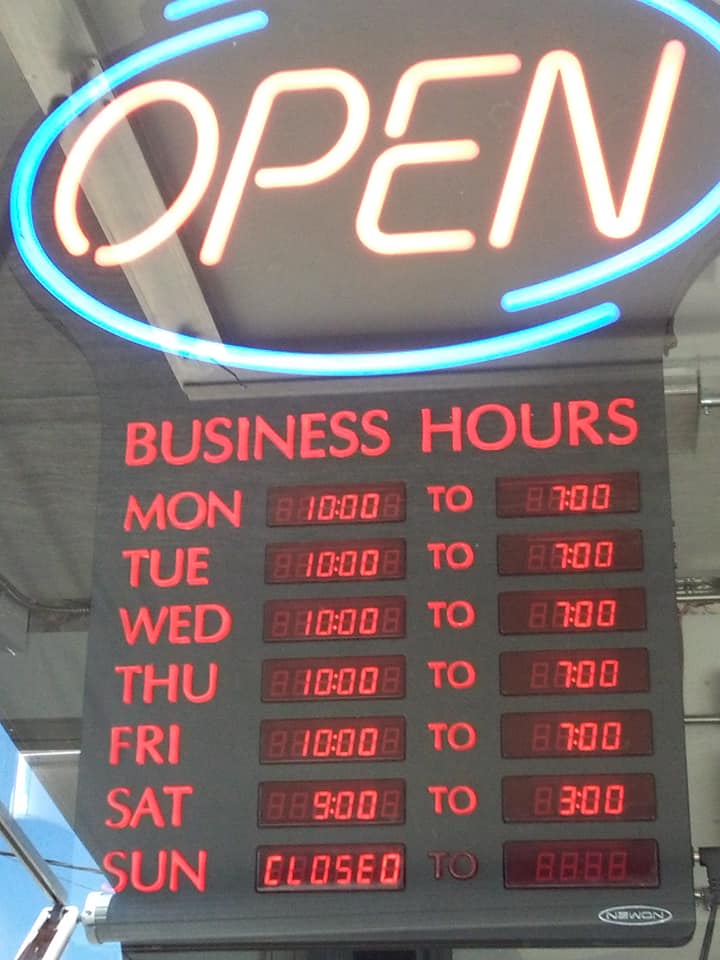 OPEN
BUSINESS HOURS
MON 10:00 TO 7:00
TUE 10:00 TO 7:00
WED 10:00 TO 7:00
THU 10:00 TO 7:00
FRI 10:00 TO 7:00
SAT 9:00 TO 3:00
SUN CLOSED TO
NEWON